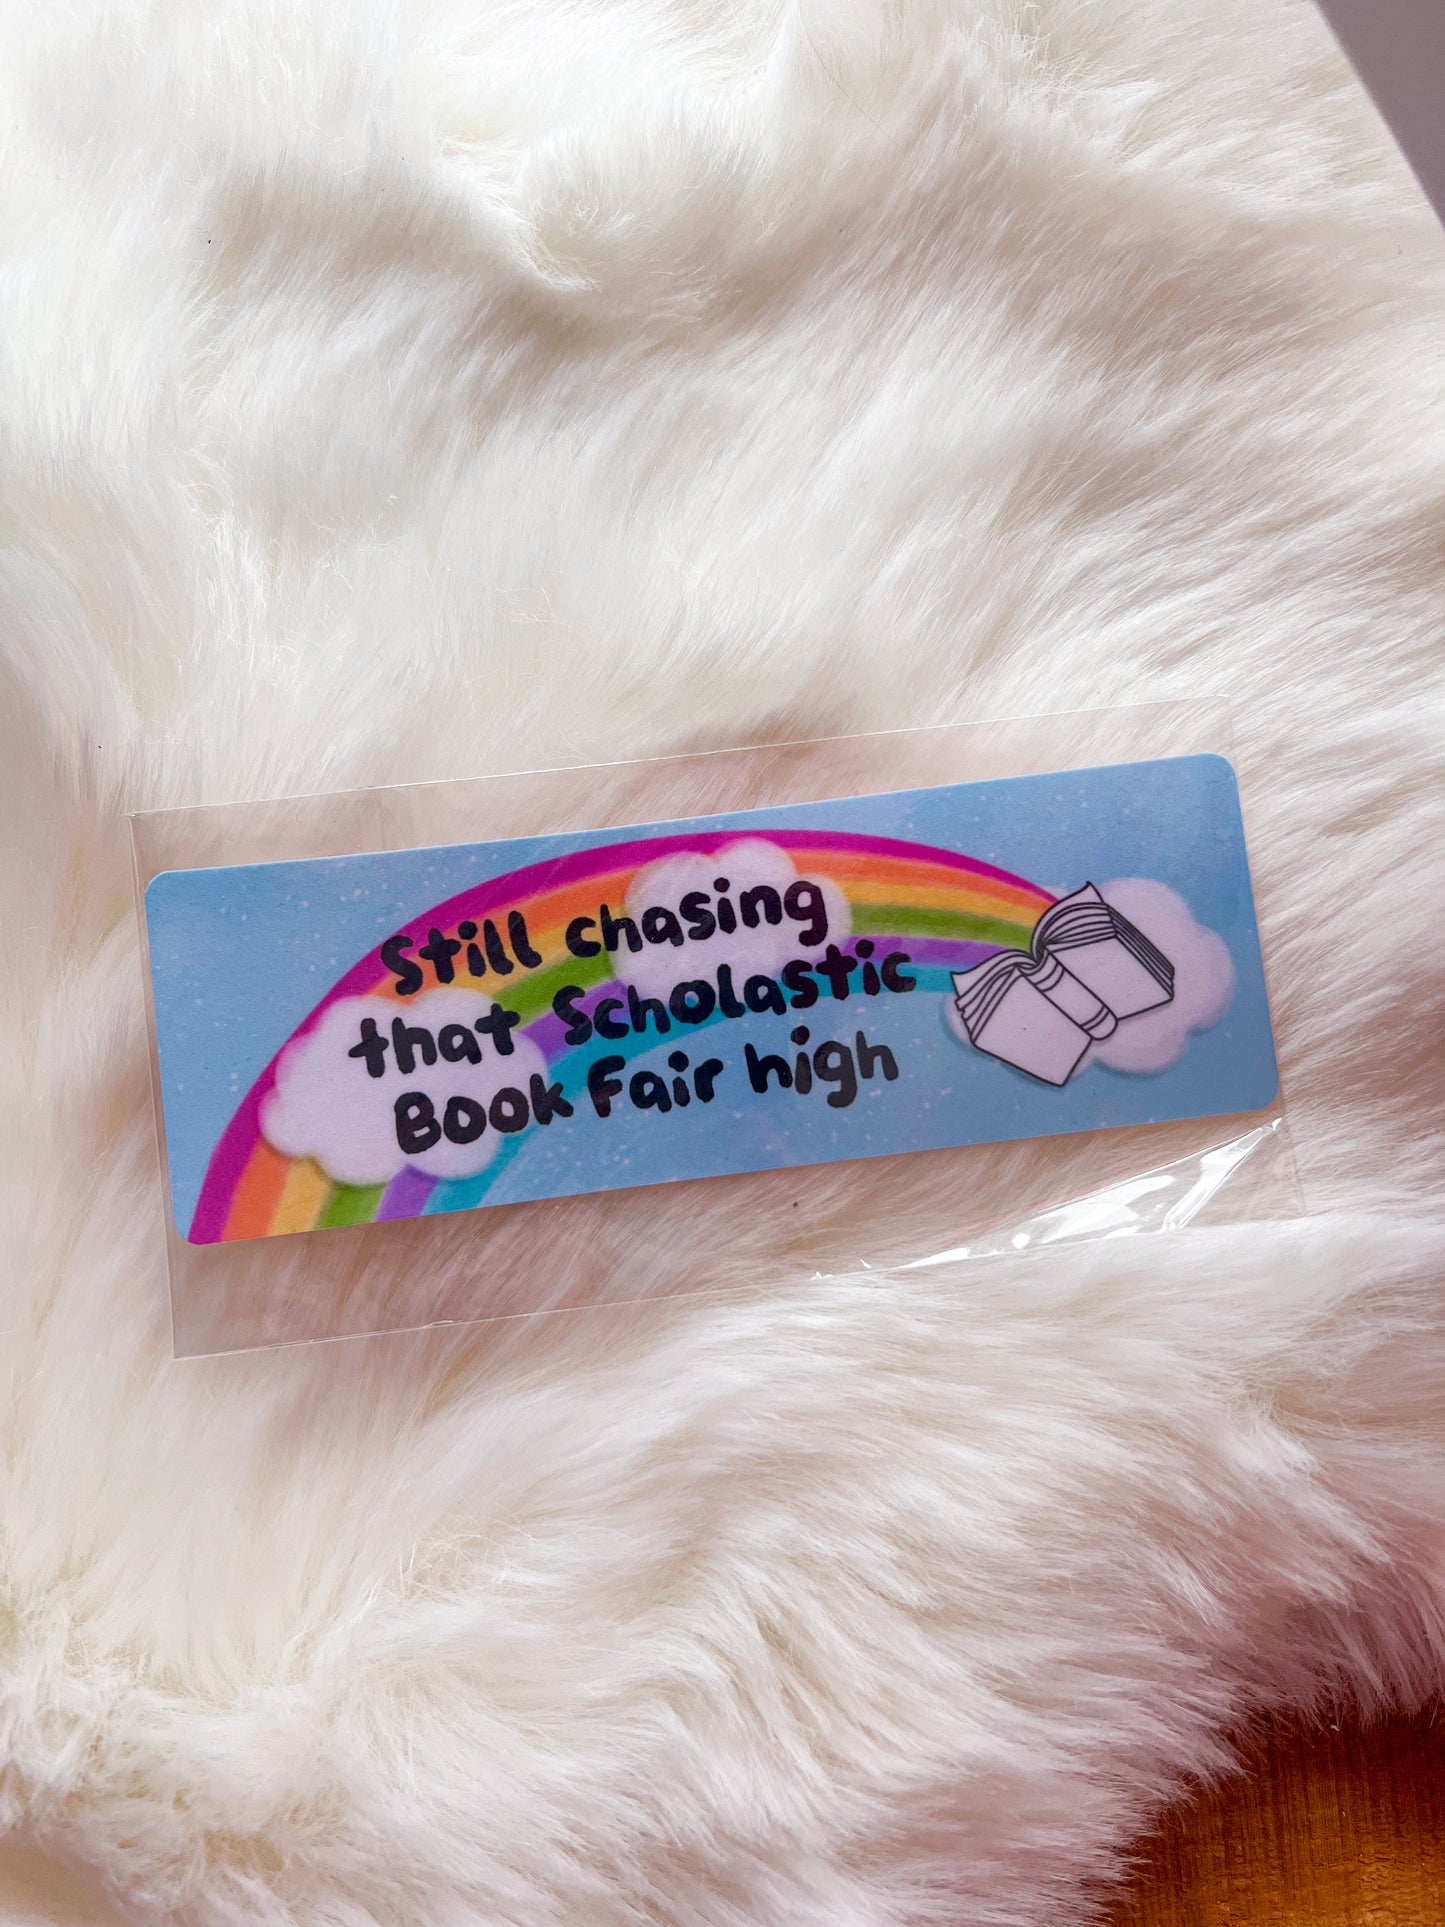 Still chasing
that Scholastic
Book Fair high